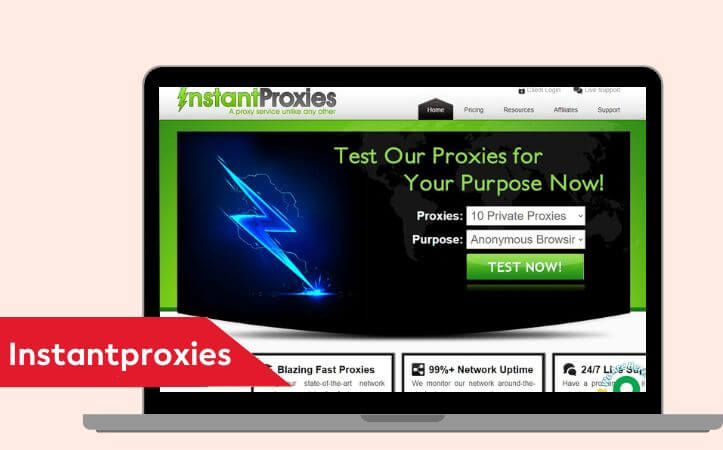 InstantProxies
A proxy service unlike any other
Client Login
Live Support
Home
Pricing
Resources
Affiliates
Support
Test Our Proxies for
Your Purpose Now!
Proxies: 10 Private Proxies
Purpose: Anonymous Browsir
TEST NOW!
Instantproxies
Blazing Fast Proxies
state-of-the-art network
99%+ Network Uptime
We monitor our network around-the-
24/7 Live Sup
Have a